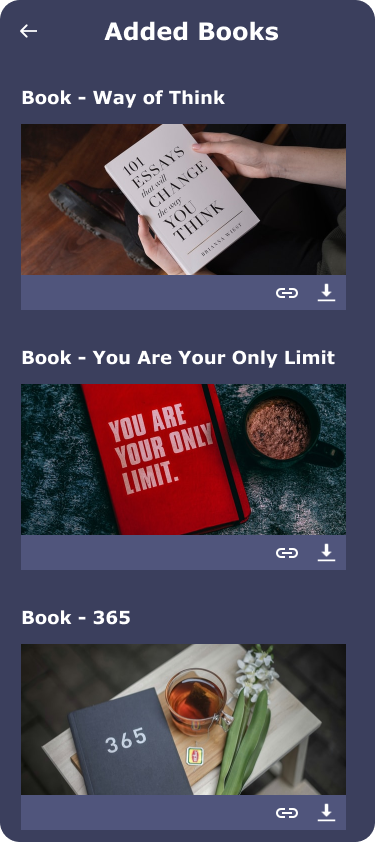 Added Books
Book - Way of Think
101
ESSAYS
that will
CHANGE
the way
YOU
THINK
BRIANNA WIEST
Book - You Are Your Only Limit
YOU ARE
YOUR ONLY
LIMIT.
Book - 365
365